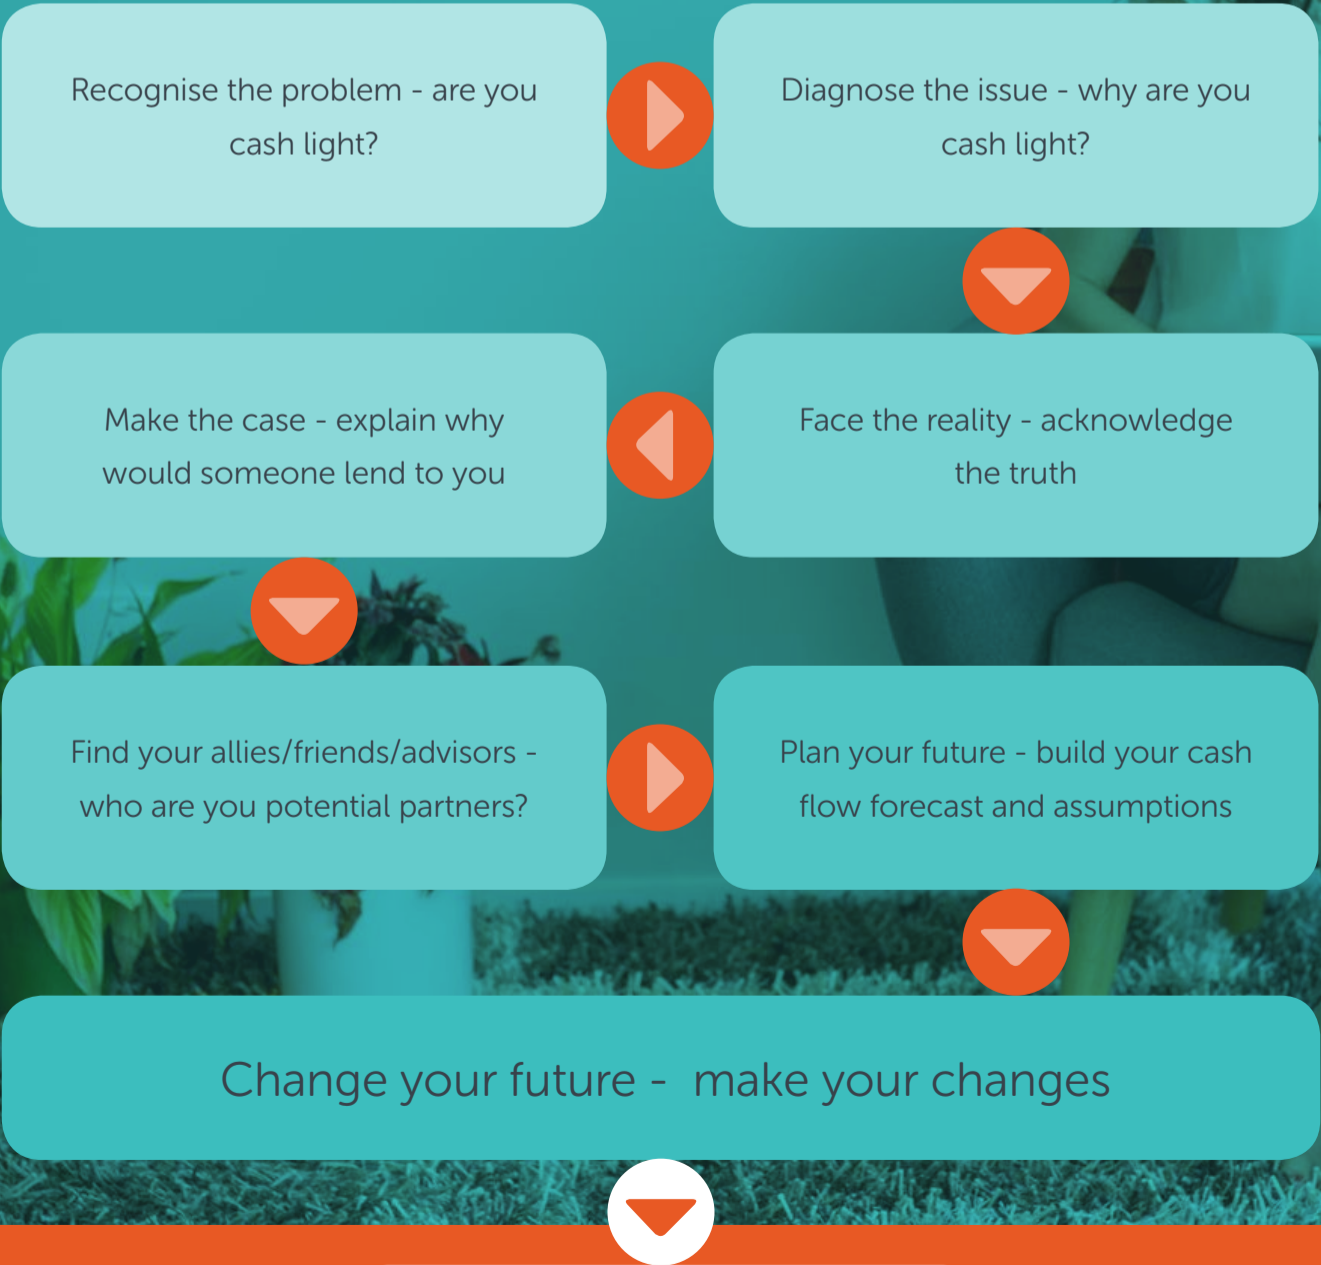 Recognise the problem - are you
cash light?
Diagnose the issue - why are you
cash light?
Face the reality - acknowledge
the truth
Make the case - explain why
would someone lend to you
Find your allies/friends/advisors -
who are you potential partners?
Plan your future - build your cash
flow forecast and assumptions
Change your future -  make your changes